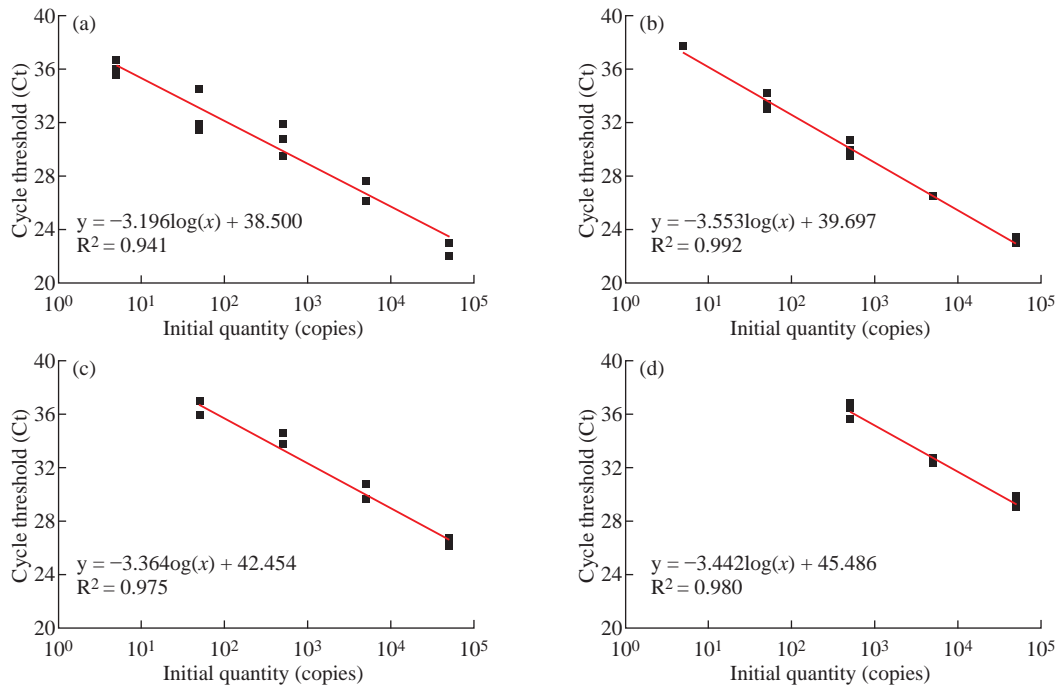 (a)
40
36
32
28
24
20
Cycle threshold (Ct)
y = −3.196log(x) + 38.500
R² = 0.941
10⁰ 10¹ 10² 10³ 10⁴ 10⁵
Initial quantity (copies)
(b)
40
36
32
28
24
20
Cycle threshold (Ct)
y = −3.553log(x) + 39.697
R² = 0.992
10⁰ 10¹ 10² 10³ 10⁴ 10⁵
Initial quantity (copies)
(c)
40
36
32
28
24
20
Cycle threshold (Ct)
y = −3.364og(x) + 42.454
R² = 0.975
10⁰ 10¹ 10² 10³ 10⁴ 10⁵
Initial quantity (copies)
(d)
40
36
32
28
24
20
Cycle threshold (Ct)
y = −3.442log(x) + 45.486
R² = 0.980
10⁰ 10¹ 10² 10³ 10⁴ 10⁵
Initial quantity (copies)